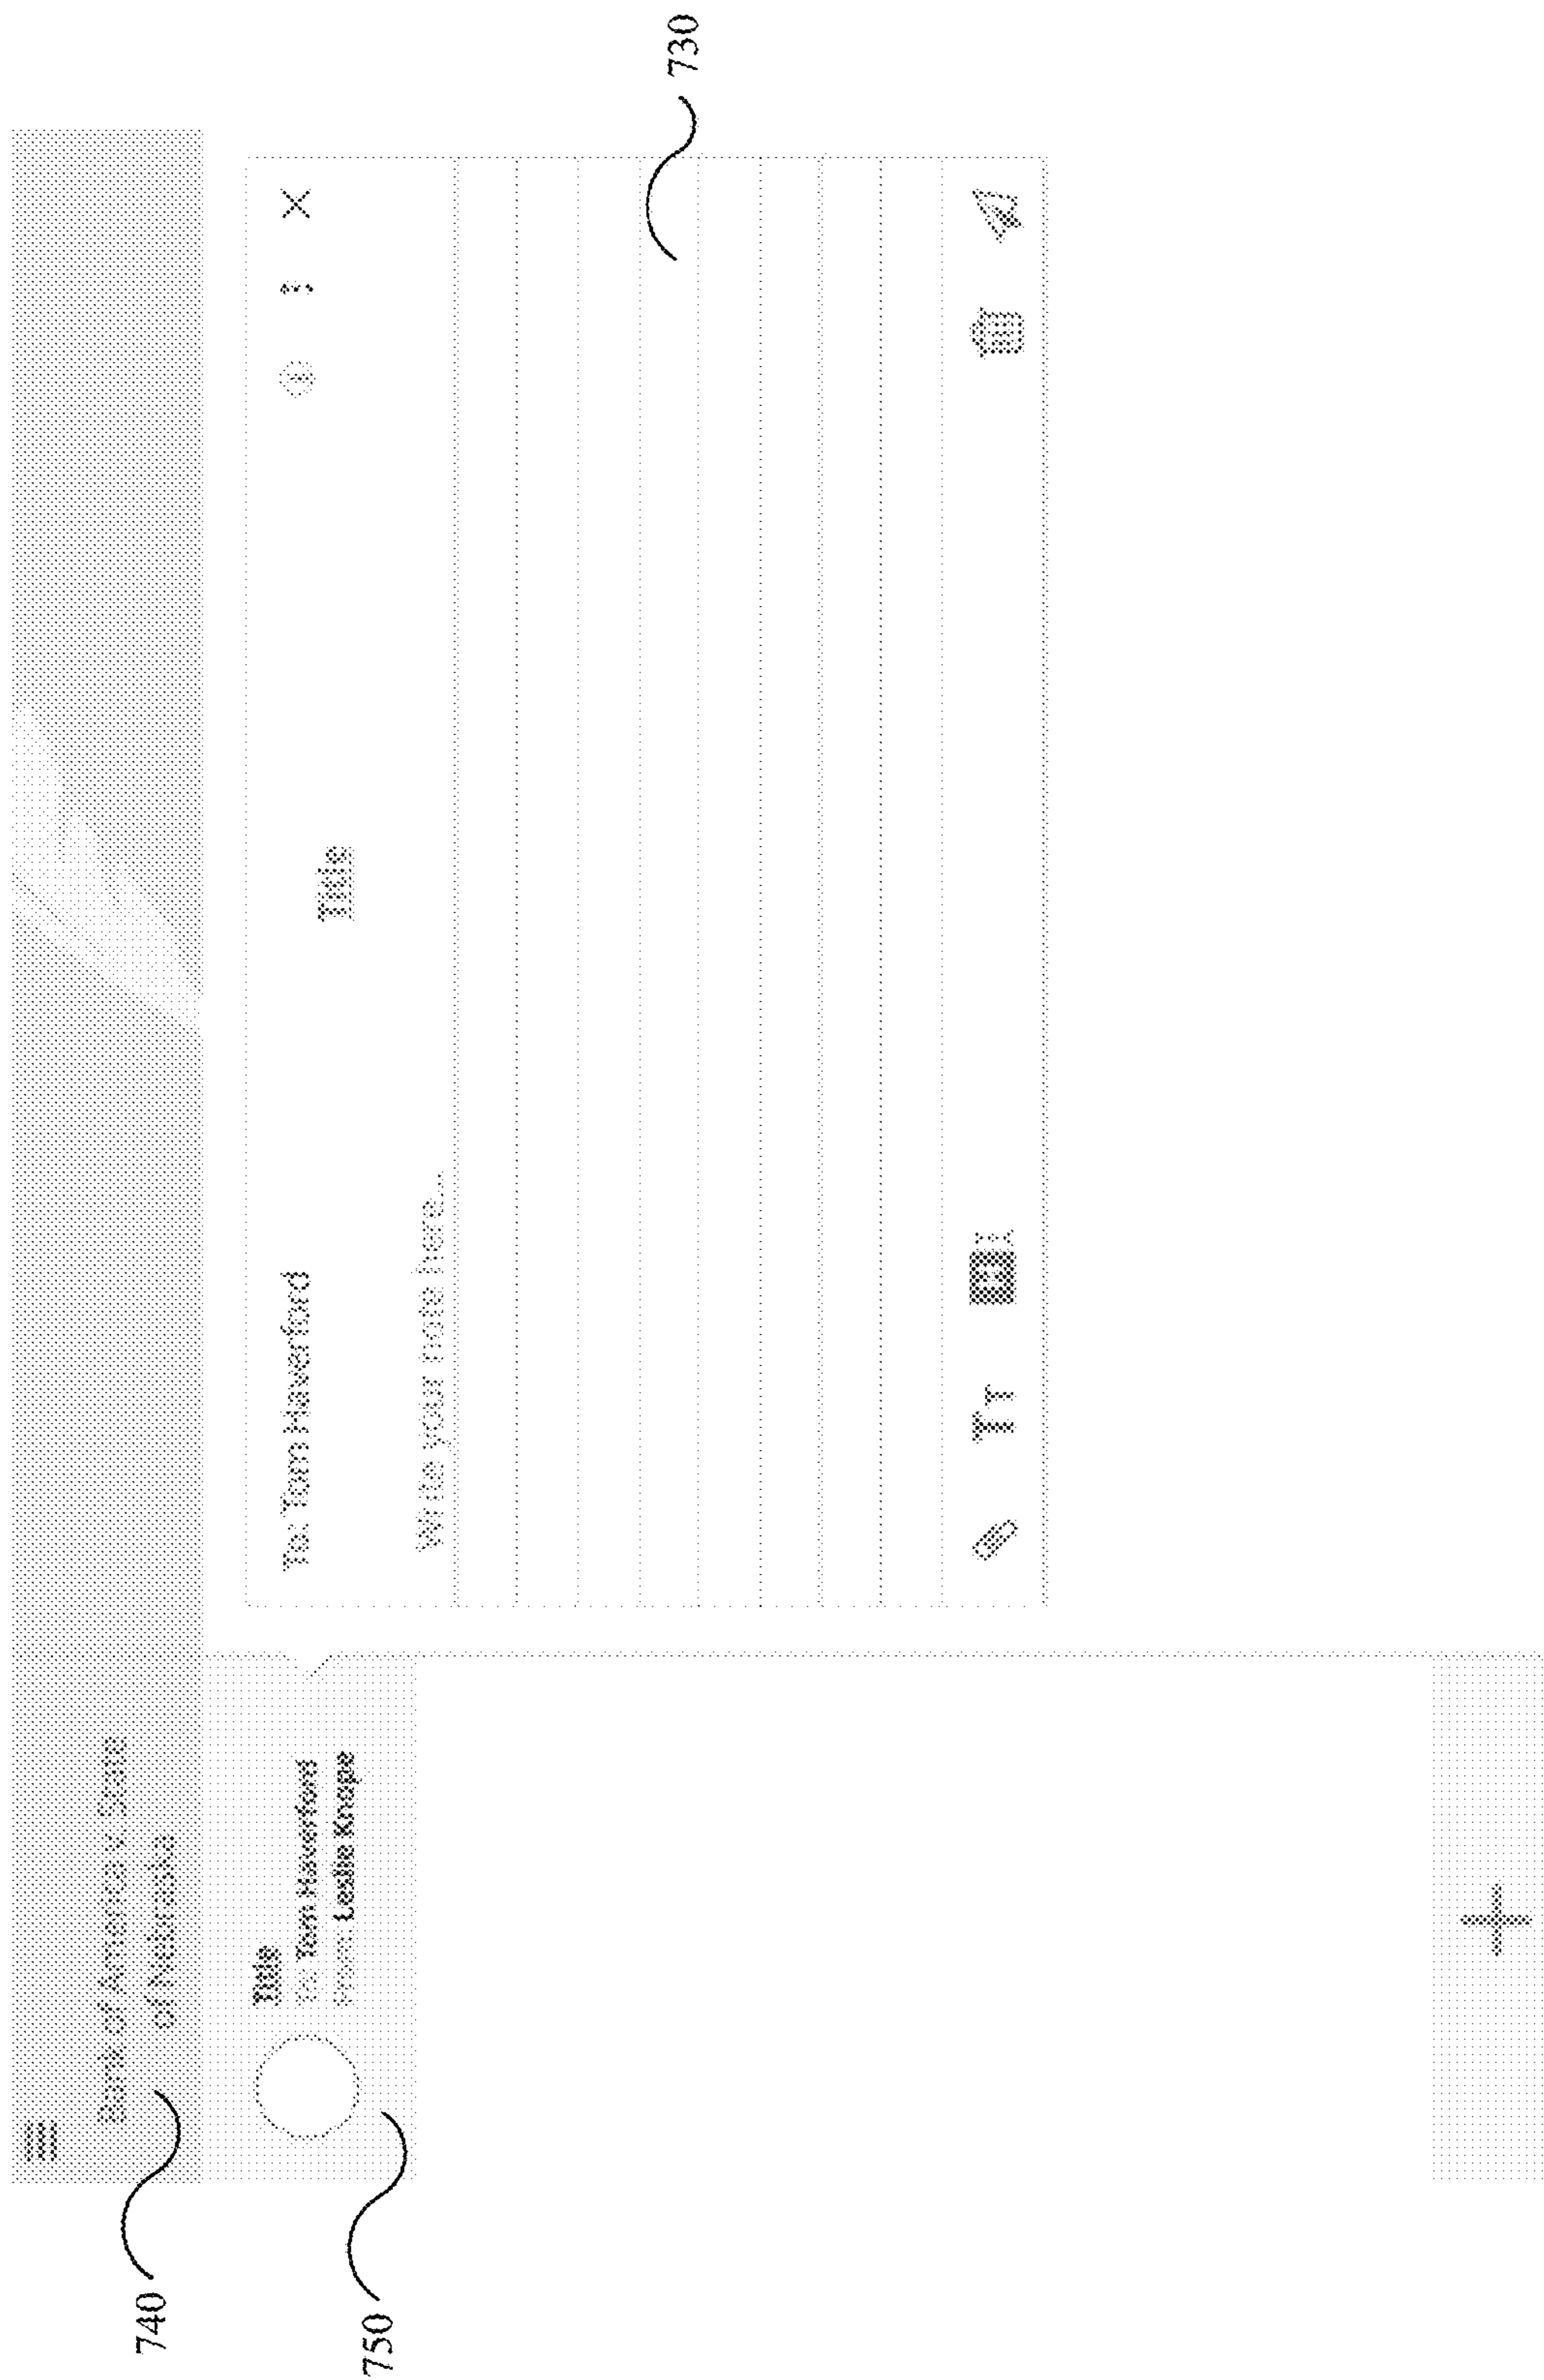 740
Bank of America v. State
of Nebraska
750
Title
To: Tom Haverford
From: Leslie Knope
To: Tom Haverford
Title
Write your note here...
TT
730